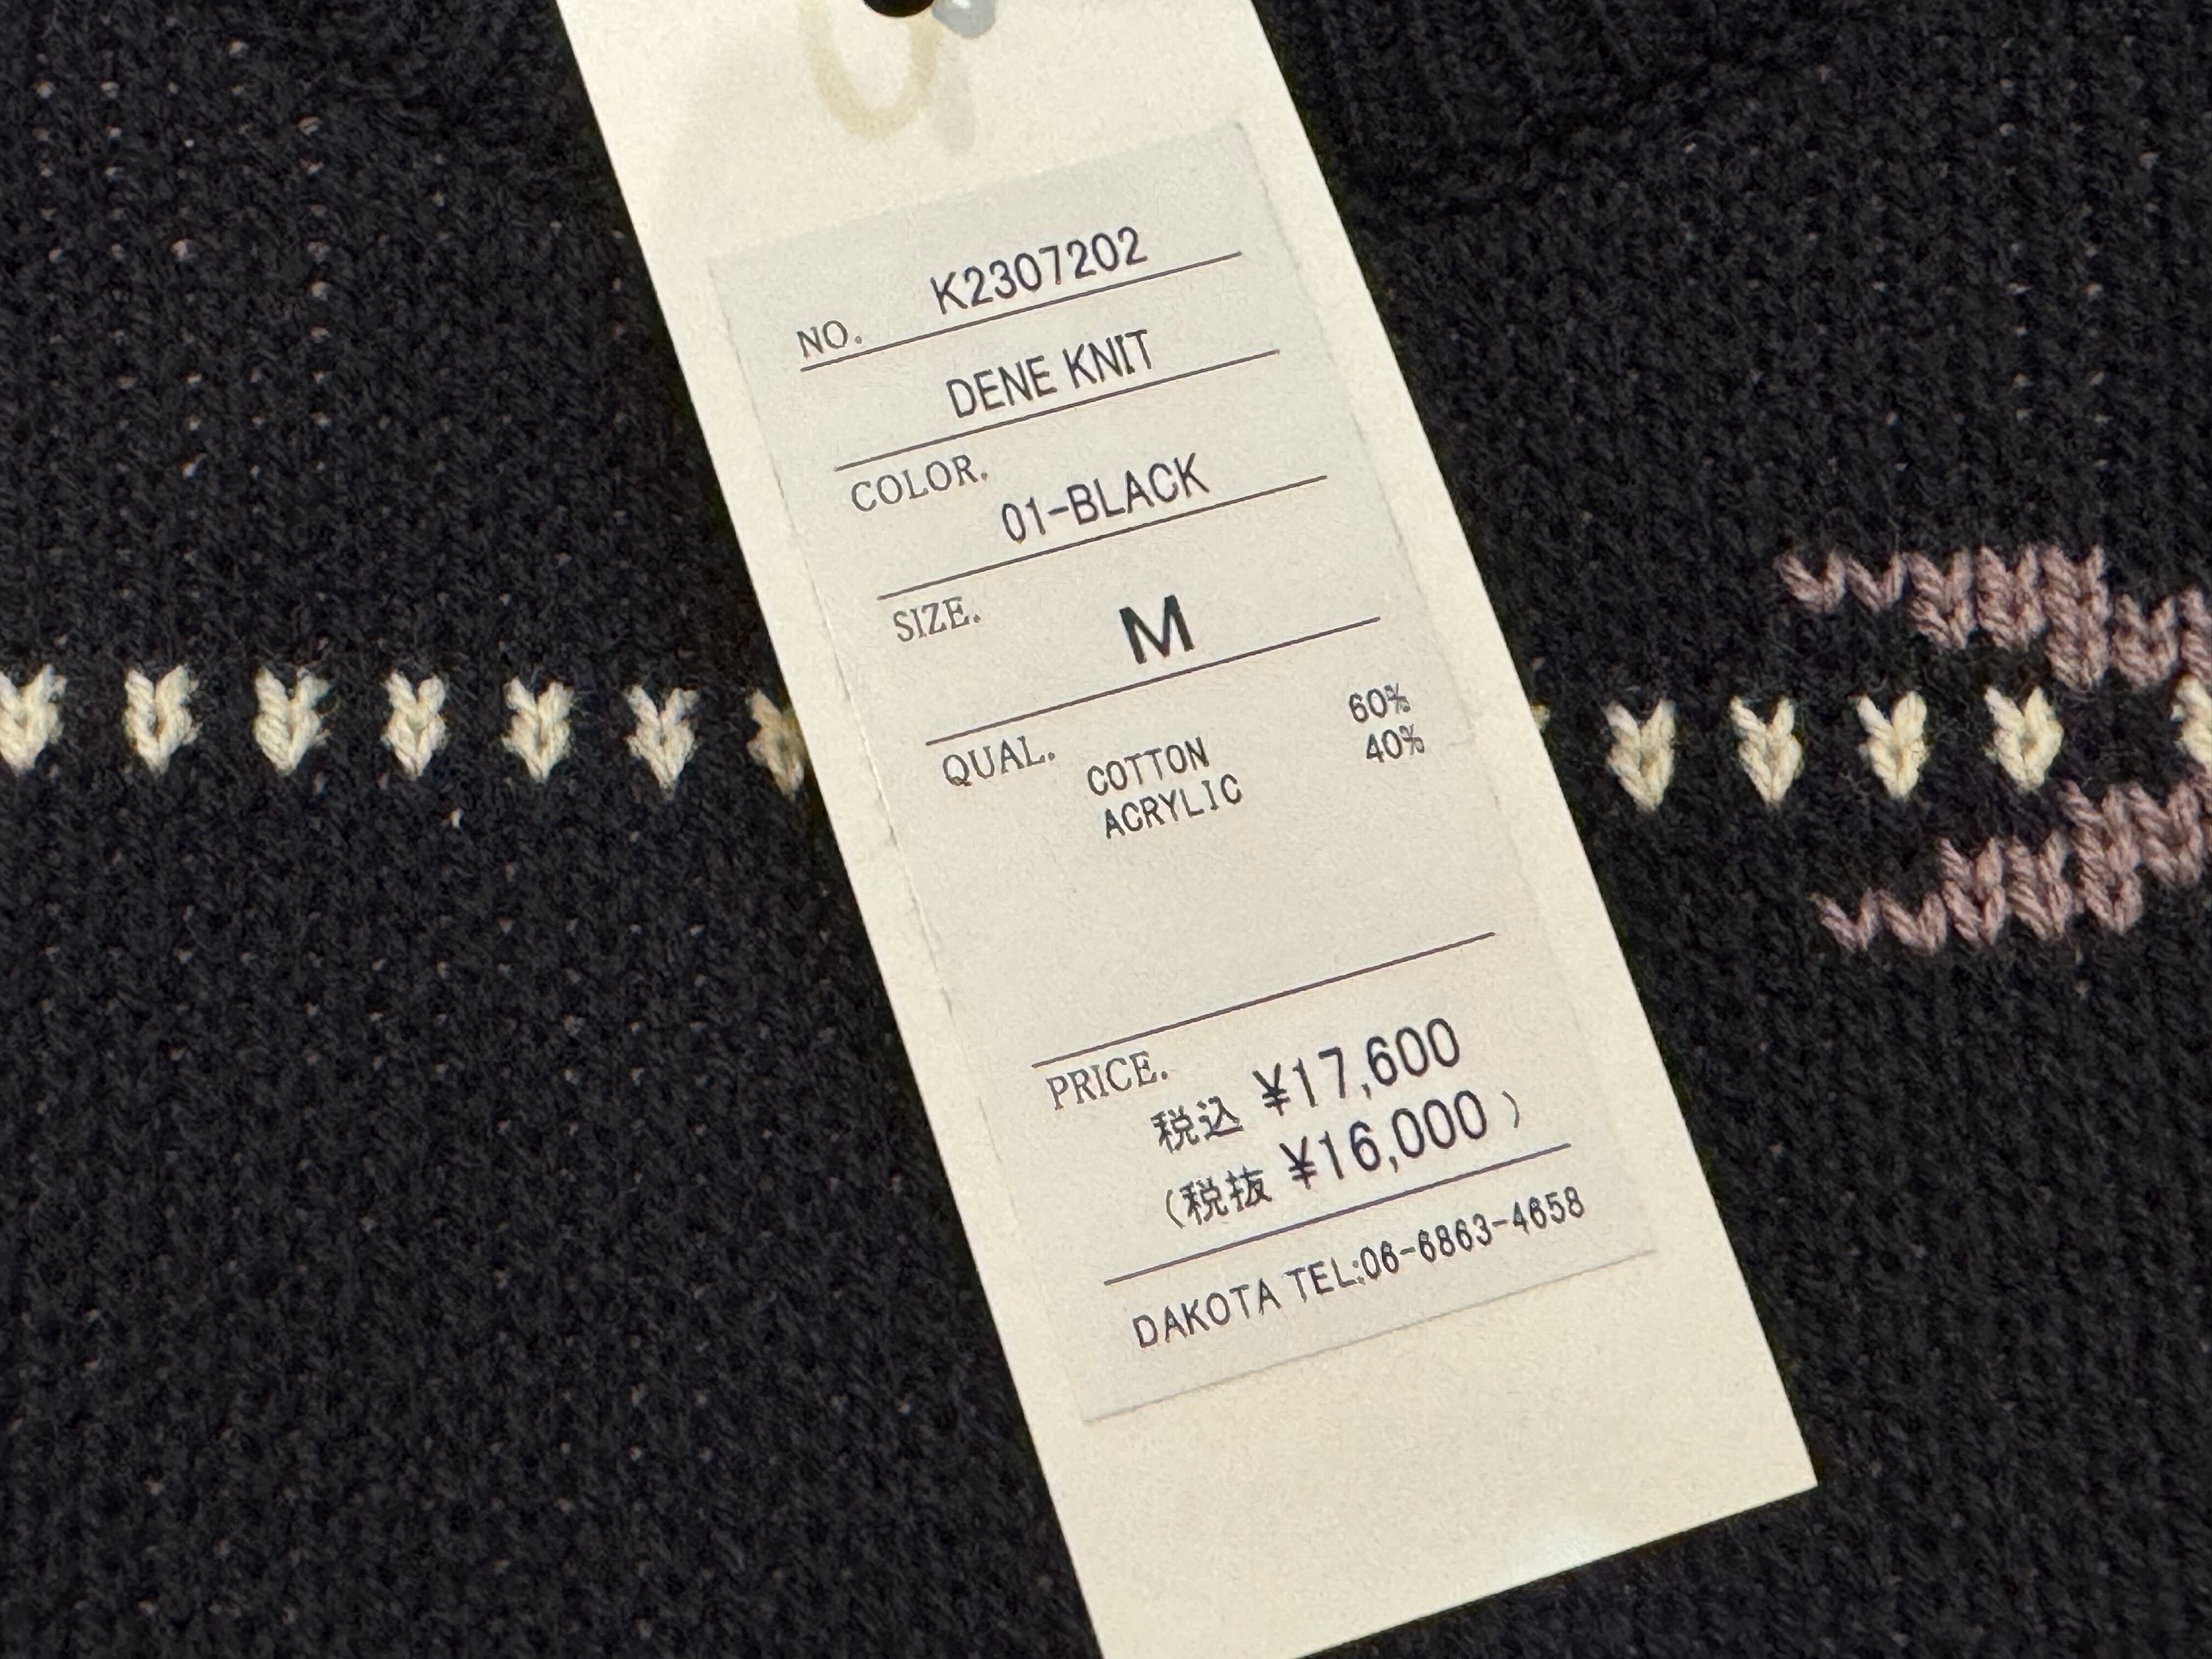 NO. K2307202
DENE KNIT
COLOR. 01-BLACK
SIZE. M
QUAL. COTTON 60%
ACRYLIC 40%
PRICE.
税込 ¥17,600
(税抜 ¥16,000 )
DAKOTA TEL:06-6863-4658